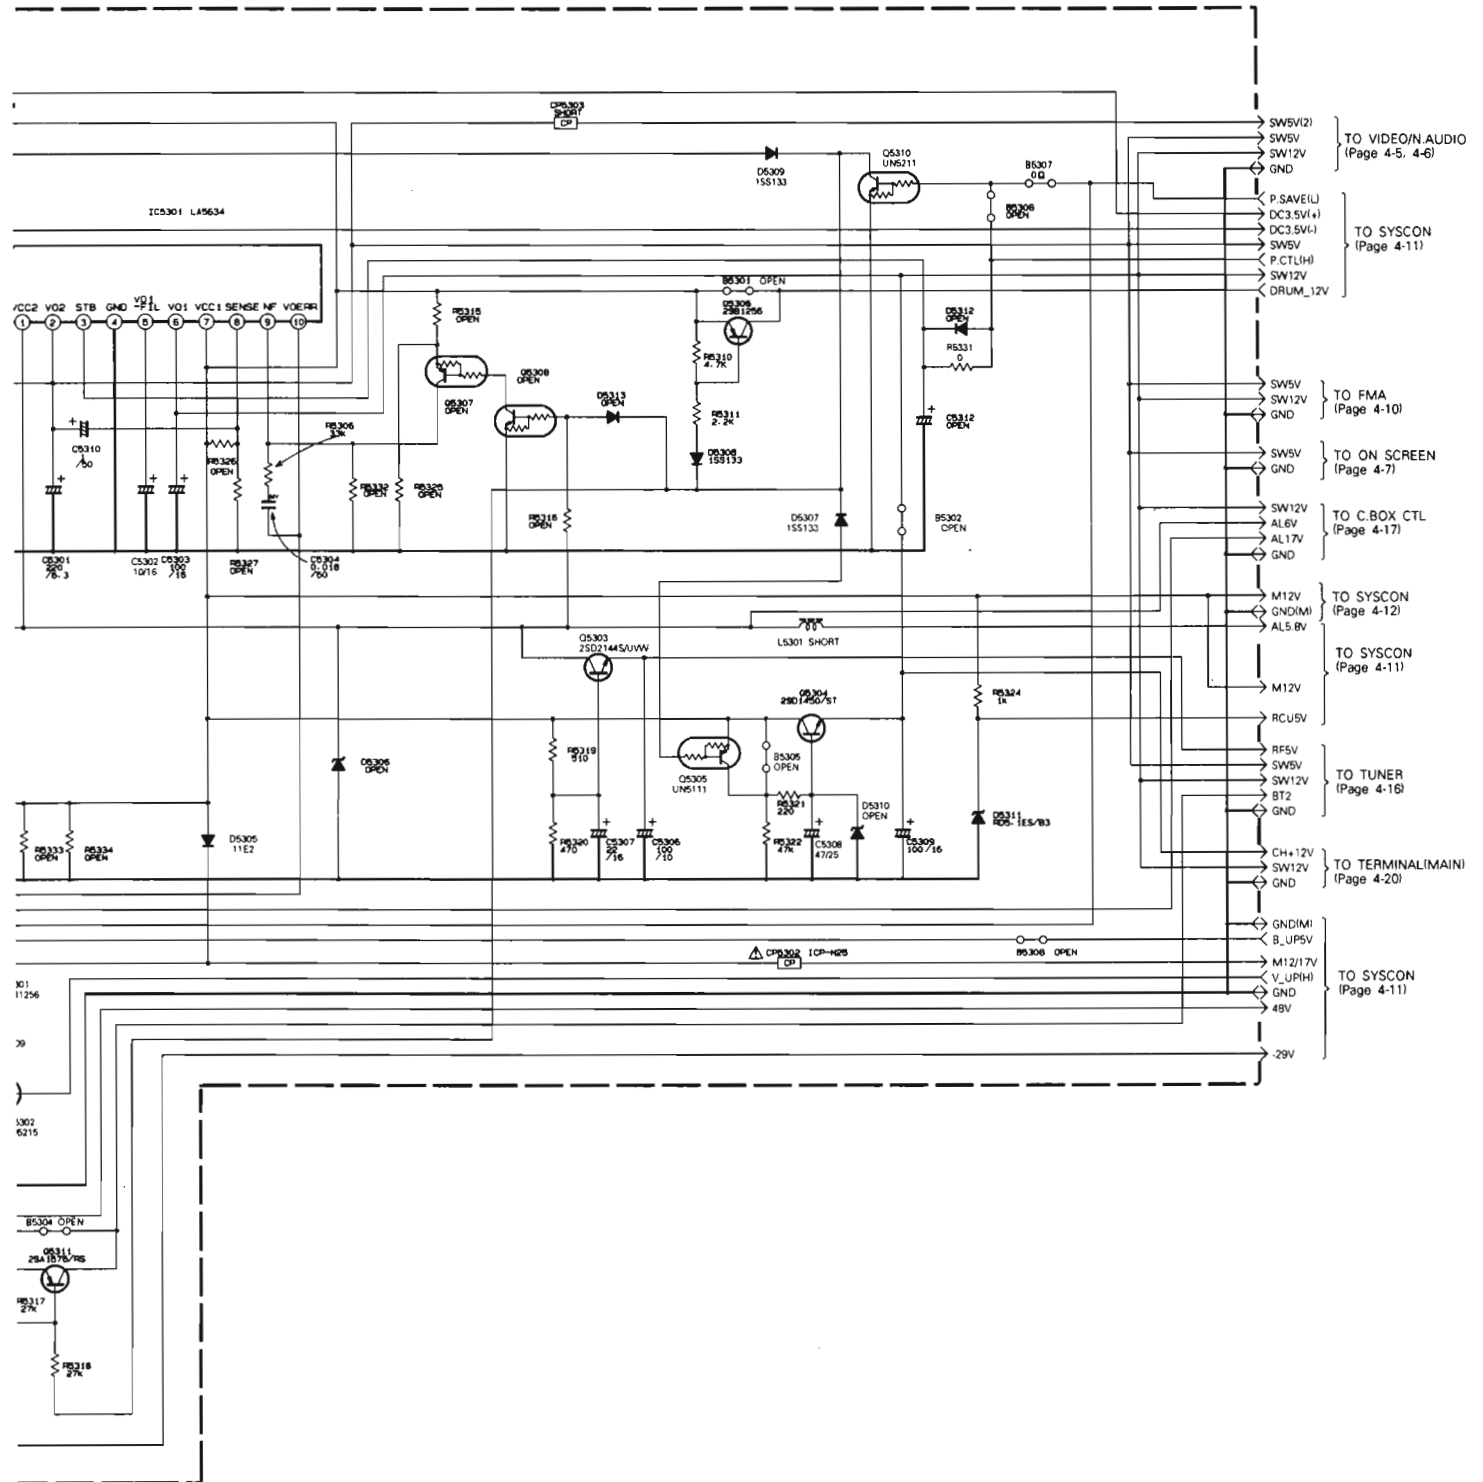 CP5303
SHORT
CP
D5309
1SS133
Q5310
UN5211
B5307
0Ω
OPEN
IC5301 LA5634
VCC2 VO2 STB GND VO1-FIL VO1 VCC1 SENSE NF VOERR
1 2 3 4 5 6 7 8 9 10
R5315
OPEN
B5301 OPEN
2SB1256
D5312
OPEN
R5331
0
R5310
4.7K
Q5308
OPEN
Q5307
OPEN
D5313
OPEN
R5311
2.2K
C5312
OPEN
1SS133
C5310
1/50
R5326
OPEN
33K
R5332
OPEN
R5325
OPEN
R5316
OPEN
D5307
1SS133
B5302
OPEN
C5301
220
/6.3
C5302
10/16
C5303
100
/16
R5327
OPEN
C5304
0.018
/50
Q5303
2SD2144S/UVW
L5301 SHORT
Q5304
2SD1450/ST
R5324
1K
R5319
510
B5305
OPEN
Q5305
UN5111
OPEN
R5321
220
D5310
OPEN
D5311
RD5.1ES/B3
R5333
OPEN
R5334
OPEN
D5305
11E2
R5320
470
C5307
22
/16
C5306
100
/10
R5322
47K
C5308
47/25
C5309
100/16
CP5302 ICP-N25
CP
OPEN
301
1256
09
5302
5215
B5304 OPEN
Q5311
2SA1576/RS
R5317
27K
R5318
27K
SW5V(2)
SW5V
SW12V
GND
TO VIDEO/N.AUDIO
(Page 4-5, 4-6)
P.SAVE(L)
DC3.5V(+)
DC3.5V(-)
SW5V
P.CTL(H)
SW12V
DRUM_12V
TO SYSCON
(Page 4-11)
SW5V
SW12V
GND
TO FMA
(Page 4-10)
SW5V
GND
TO ON SCREEN
(Page 4-7)
SW12V
AL6V
AL17V
GND
TO C.BOX CTL
(Page 4-17)
M12V
GND(M)
TO SYSCON
(Page 4-12)
AL5.8V
M12V
RCU5V
TO SYSCON
(Page 4-11)
RF5V
SW5V
SW12V
BT2
GND
TO TUNER
(Page 4-16)
CH+12V
SW12V
GND
TO TERMINAL(MAIN)
(Page 4-20)
GND(M)
B_UP5V
M12/17V
V_UP(H)
GND
48V
-29V
TO SYSCON
(Page 4-11)